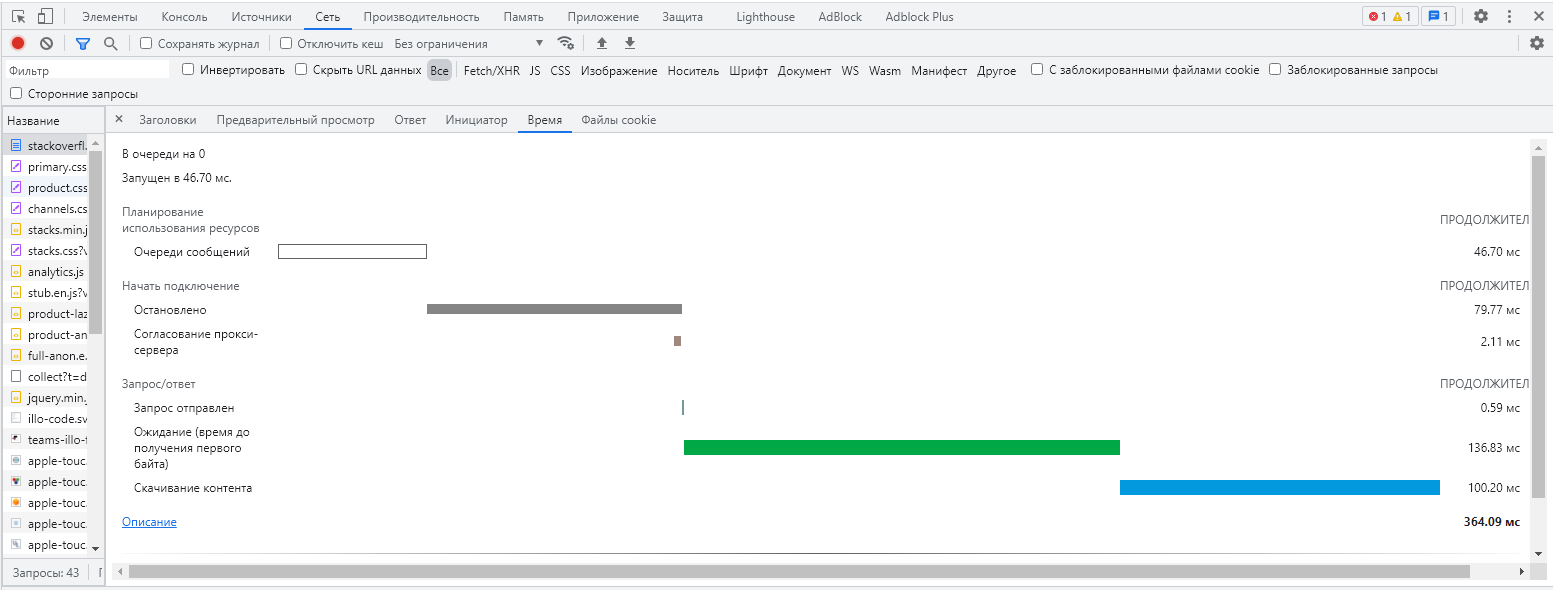 Элементы Консоль Источники Сеть Производительность Память Приложение Защита Lighthouse AdBlock Adblock Plus 1 1 1
Сохранять журнал Отключить кеш Без ограничения
Фильтр Инвертировать Скрыть URL данных Все Fetch/XHR JS CSS Изображение Носитель Шрифт Документ WS Wasm Манифест Другое С заблокированными файлами cookie Заблокированные запросы
Сторонние запросы
Название
stackoverfl.
primary.css
product.css
channels.cs
stacks.min.j
stacks.css?v
analytics.js
stub.en.js?v
product-laz
product-an
full-anon.e.
collect?t=d
jquery.min.
illo-code.sv
teams-illo-f
apple-touc.
apple-touc.
apple-touc.
apple-touc.
apple-touc.
Запросы: 43
Заголовки Предварительный просмотр Ответ Инициатор Время Файлы cookie
В очереди на 0
Запущен в 46.70 мс.
Планирование
использования ресурсов ПРОДОЛЖИТЕЛ
Очереди сообщений 46.70 мс
Начать подключение ПРОДОЛЖИТЕЛ
Остановлено 79.77 мс
Согласование прокси-
сервера 2.11 мс
Запрос/ответ ПРОДОЛЖИТЕЛ
Запрос отправлен 0.59 мс
Ожидание (время до
получения первого 136.83 мс
байта)
Скачивание контента 100.20 мс
Описание 364.09 мс